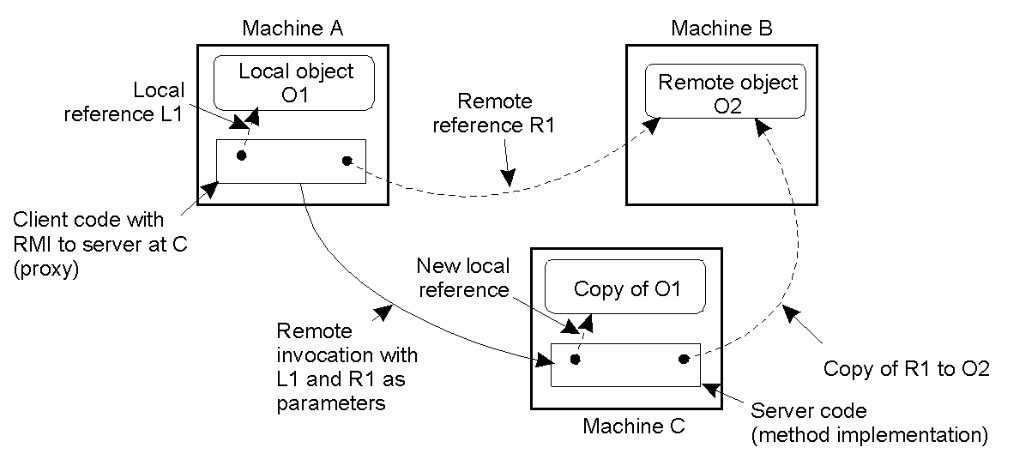 Machine A
Machine B
Local object
O1
Remote object
O2
Local
reference L1
Remote
reference R1
Client code with
RMI to server at C
(proxy)
New local
reference
Copy of O1
Remote
invocation with
L1 and R1 as
parameters
Copy of R1 to O2
Machine C
Server code
(method implementation)